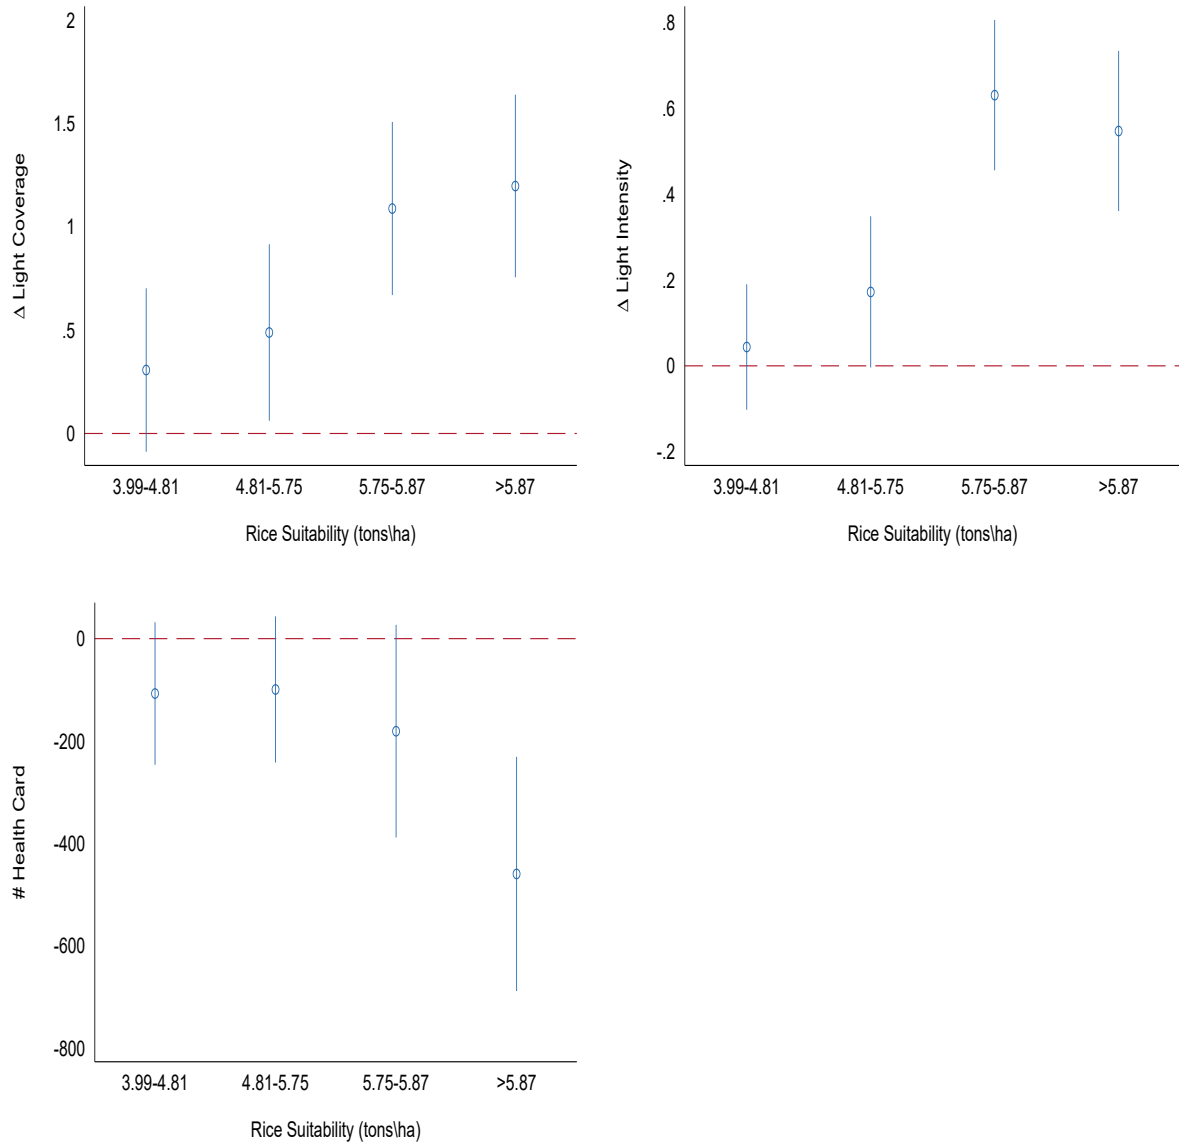 Δ Light Coverage
2
1.5
1
.5
0
3.99-4.81 4.81-5.75 5.75-5.87 >5.87
Rice Suitability (tons\ha)
Δ Light Intensity
.8
.6
.4
.2
0
-.2
3.99-4.81 4.81-5.75 5.75-5.87 >5.87
Rice Suitability (tons\ha)
# Health Card
0
-200
-400
-600
-800
3.99-4.81 4.81-5.75 5.75-5.87 >5.87
Rice Suitability (tons\ha)